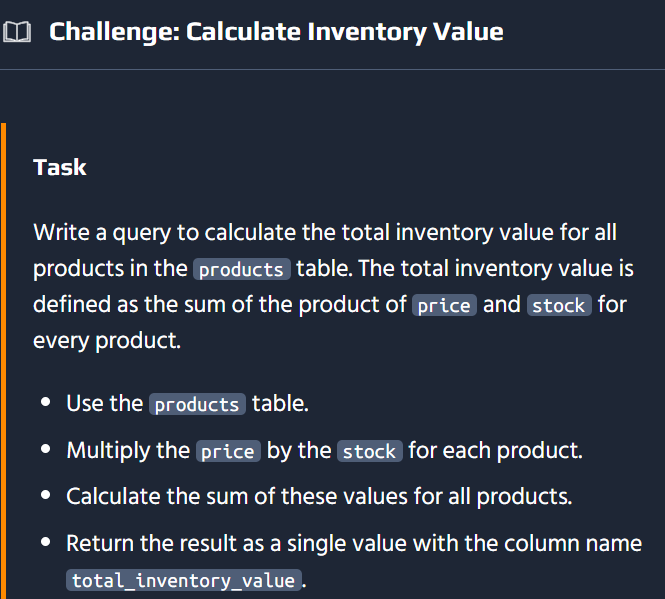 Challenge: Calculate Inventory Value
Task
Write a query to calculate the total inventory value for all
products in the products table. The total inventory value is
defined as the sum of the product of price and stock for
every product.
• Use the products table.
• Multiply the price by the stock for each product.
• Calculate the sum of these values for all products.
• Return the result as a single value with the column name
total_inventory_value.